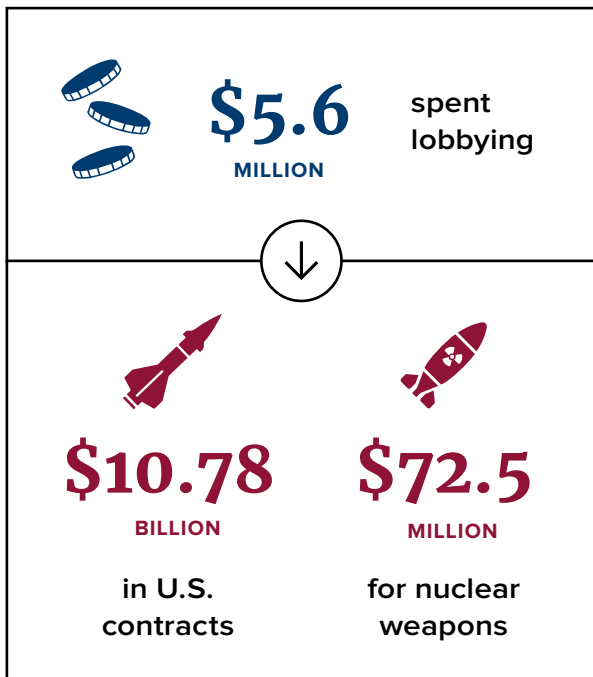 $5.6
MILLION
spent
lobbying
$10.78
BILLION
in U.S.
contracts
$72.5
MILLION
for nuclear
weapons